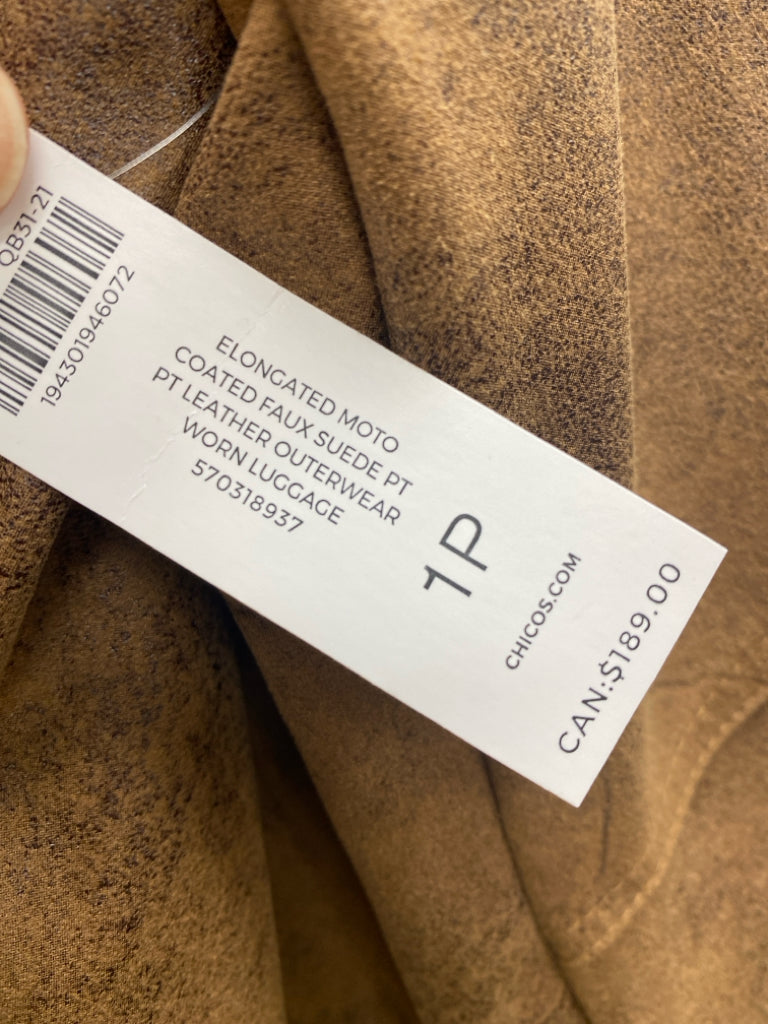 QB31-21
194301946072
ELONGATED MOTO
COATED FAUX SUEDE PT
PT LEATHER OUTERWEAR
WORN LUGGAGE
570318937
1P
CHICOS.COM
CAN:$189.00